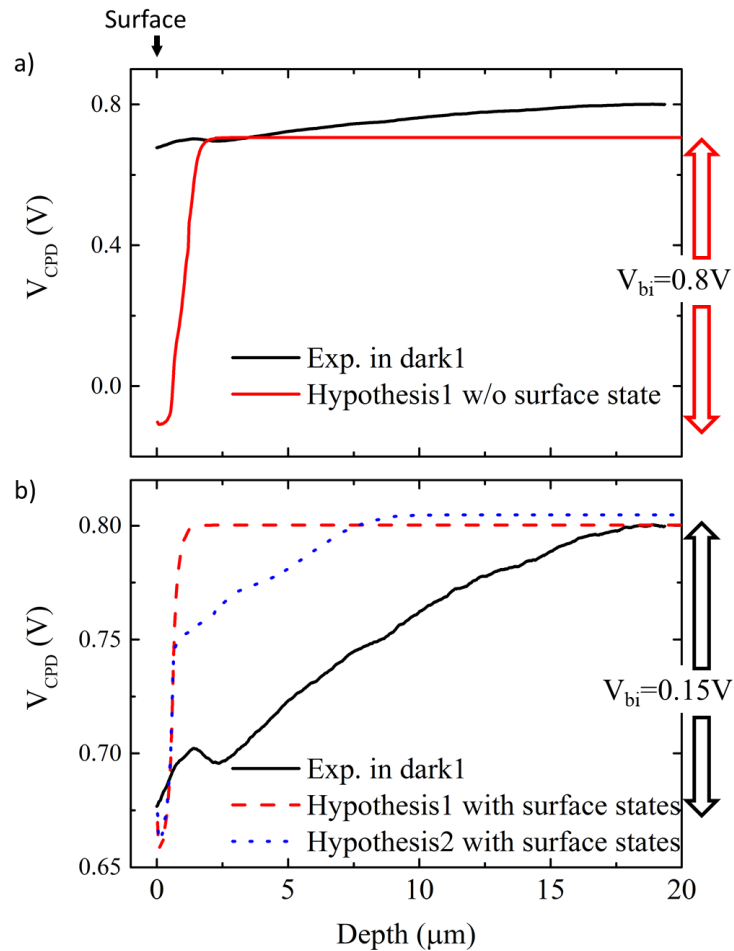 Surface
a)
0.8
0.4
0.0
V_CPD (V)
V_bi=0.8V
Exp. in dark1
Hypothesis1 w/o surface state
b)
0.80
0.75
0.70
0.65
V_CPD (V)
V_bi=0.15V
Exp. in dark1
Hypothesis1 with surface states
Hypothesis2 with surface states
0 5 10 15 20
Depth (μm)